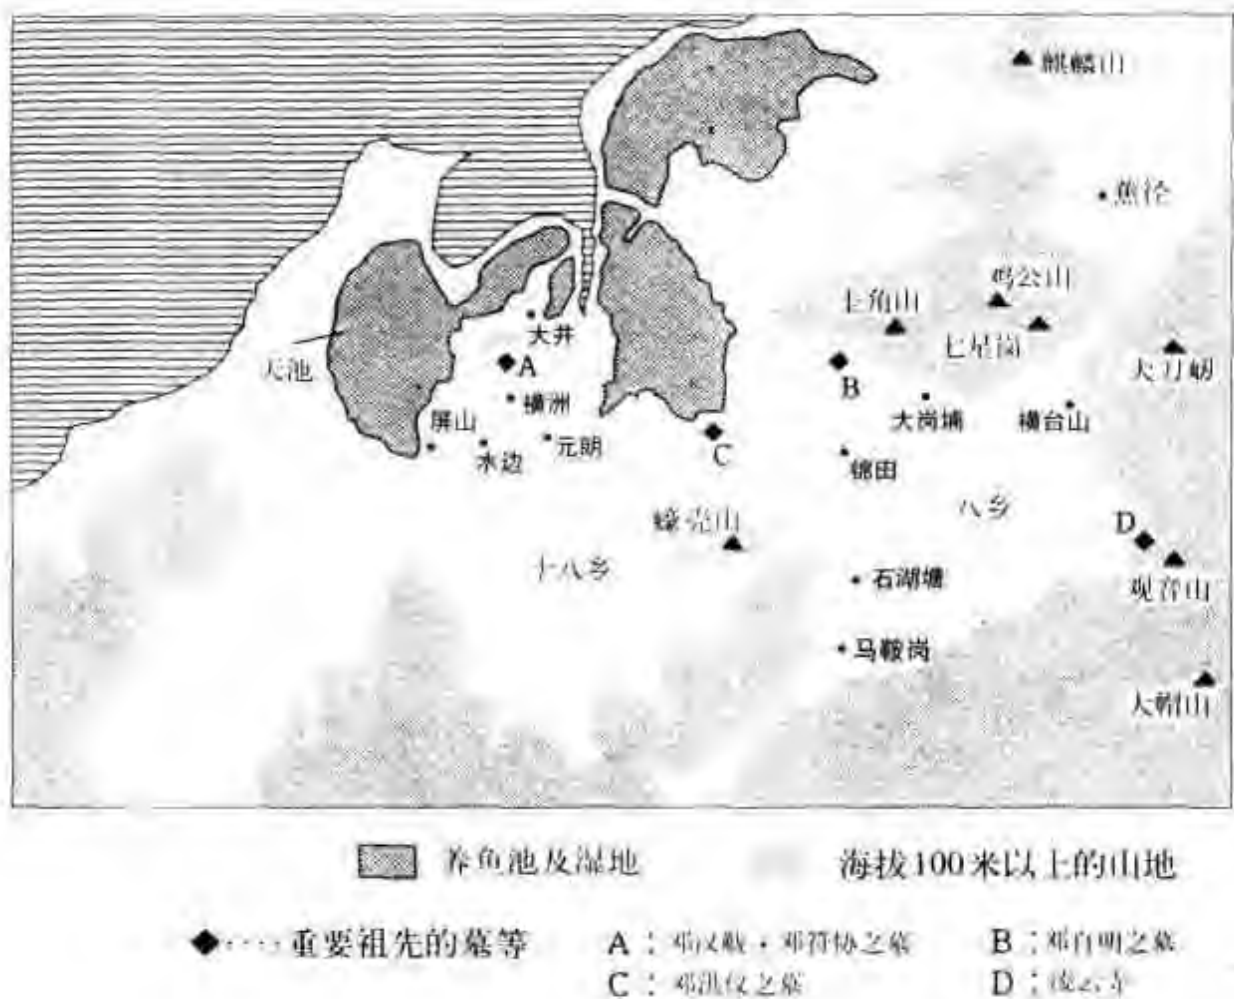 麒麟山
蕉径
鸡公山
七星岗
大刀屻
天池
大井
A
横洲
屏山
水边
元朗
B
大岗埔
横台山
C
锦田
八乡
D
蠔壳山
十八乡
石湖塘
观音山
马鞍岗
大帽山
养鱼池及湿地
海拔100米以上的山地
重要祖先的墓等
A：邓汉黻·邓符协之墓
B：邓自明之墓
C：邓洪仪之墓
D：凌云寺